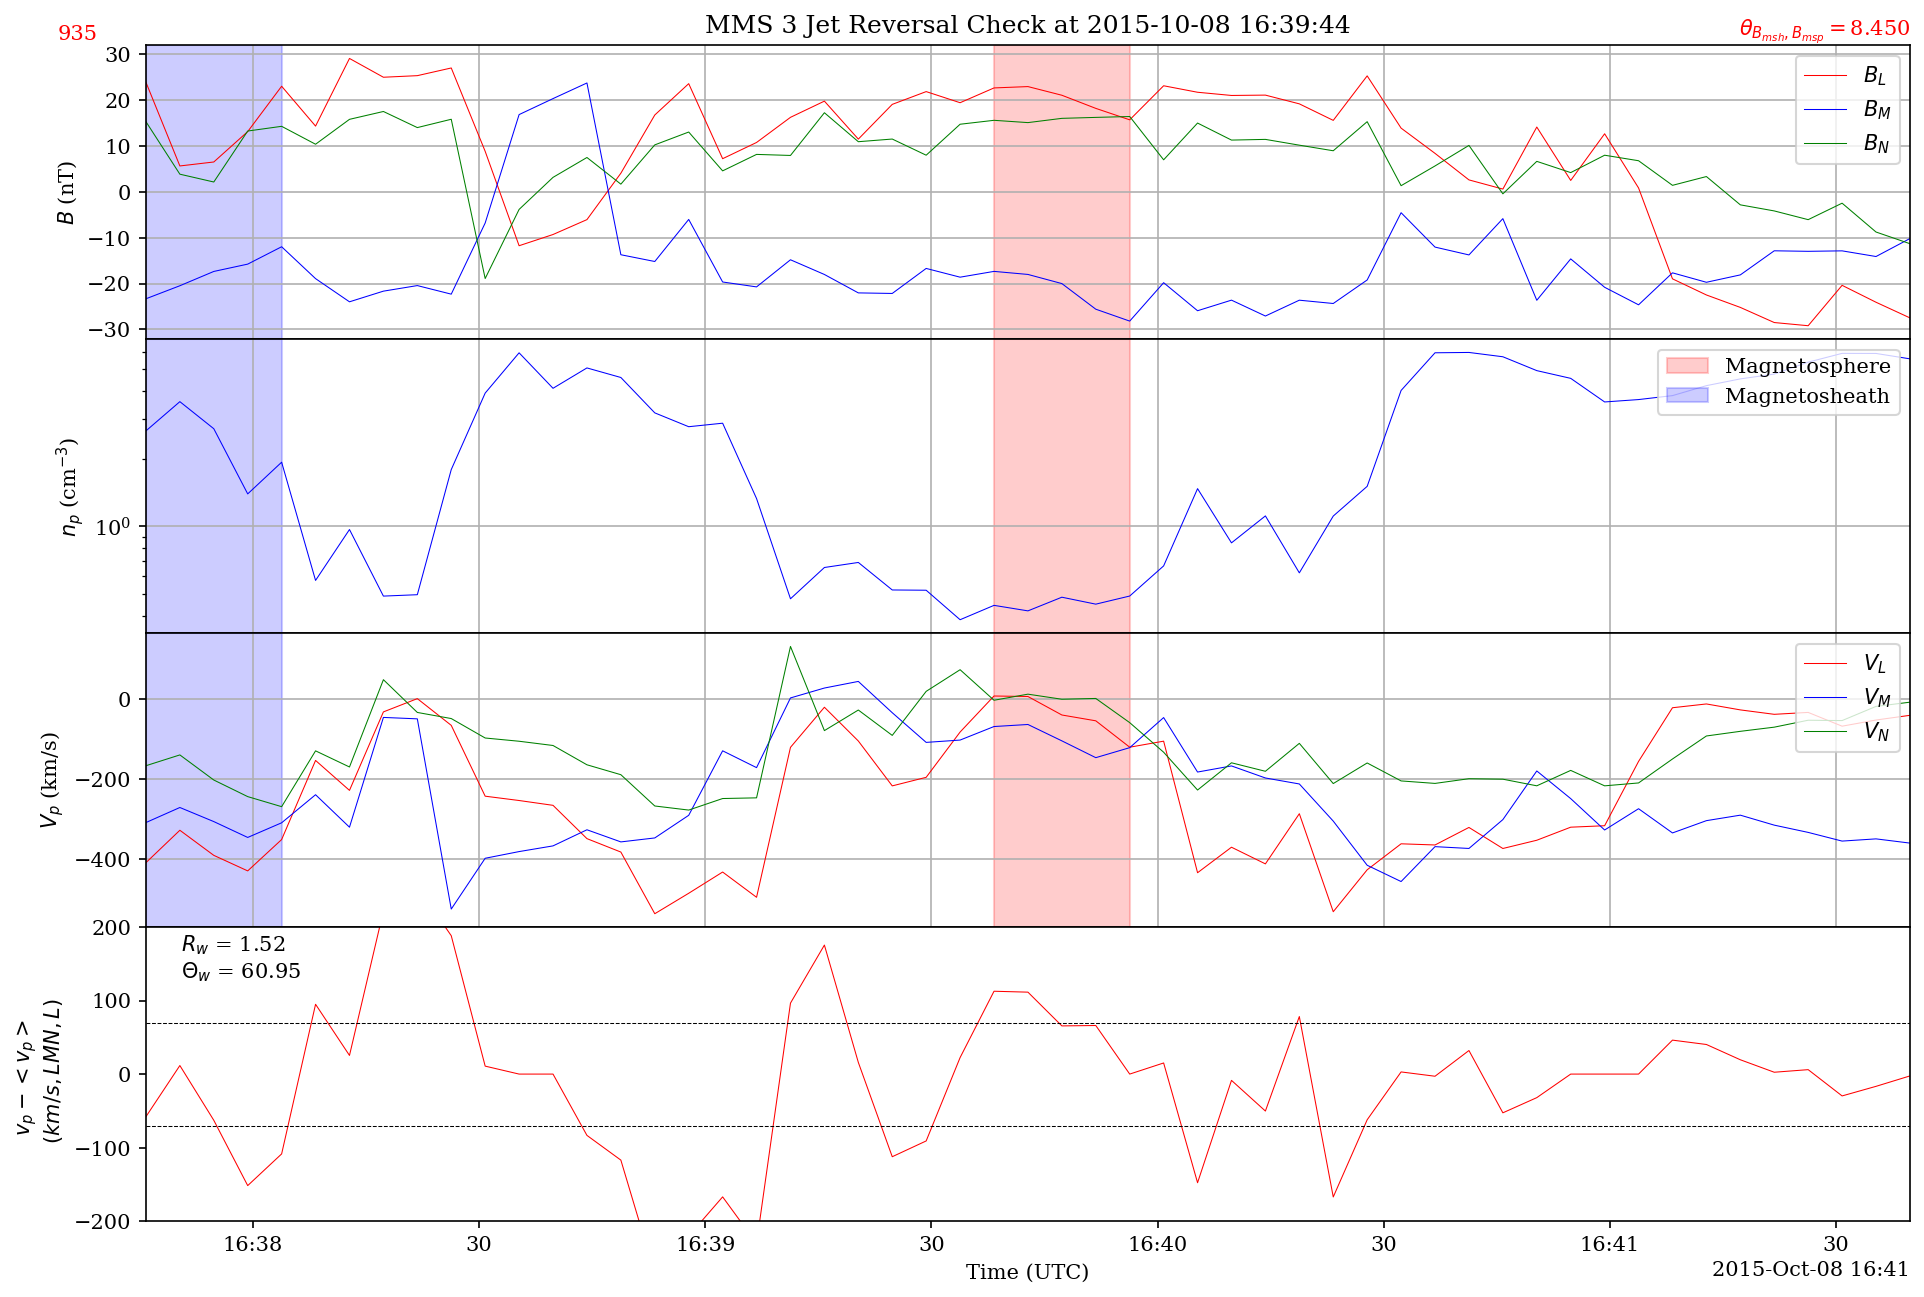 935
MMS 3 Jet Reversal Check at 2015-10-08 16:39:44
θ_{B_{msh}, B_{msp}} = 8.450
30
20
10
0
−10
−20
−30
B (nT)
B_L
B_M
B_N
10^0
n_p (cm^{−3})
Magnetosphere
Magnetosheath
0
−200
−400
V_p (km/s)
V_L
V_M
V_N
200
100
0
−100
−200
v_p − < v_p >
(km/s, LMN, L)
R_w = 1.52
Θ_w = 60.95
16:38
30
16:39
30
16:40
30
16:41
30
Time (UTC)
2015-Oct-08 16:41